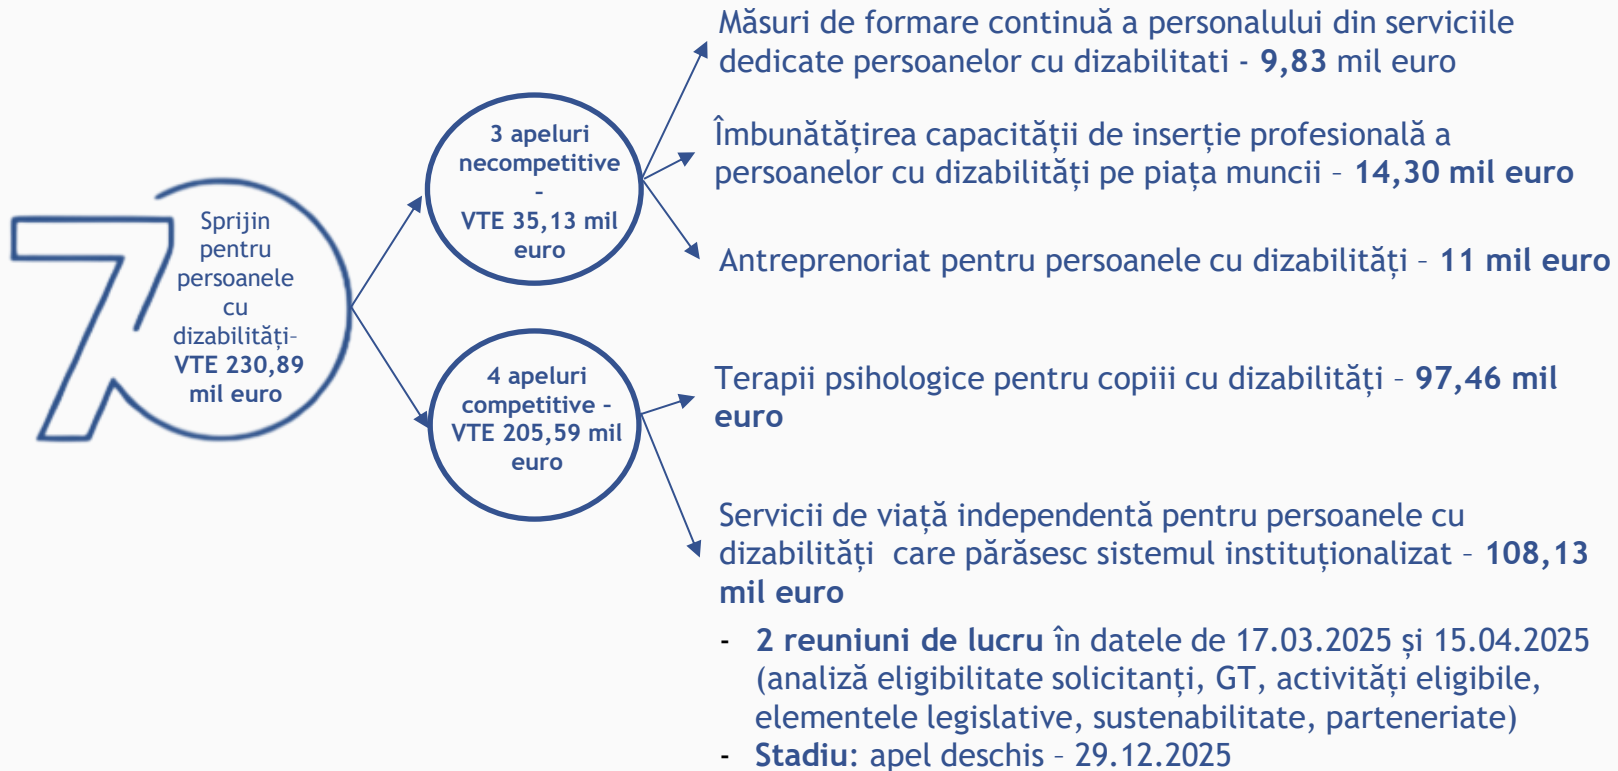 7
Sprijin
pentru
persoanele
cu
dizabilități–
VTE 230,89
mil euro
3 apeluri
necompetitive
–
VTE 35,13 mil
euro
Măsuri de formare continuă a personalului din serviciile
dedicate persoanelor cu dizabilitati - 9,83 mil euro
Îmbunătățirea capacității de inserție profesională a
persoanelor cu dizabilități pe piața muncii – 14,30 mil euro
Antreprenoriat pentru persoanele cu dizabilități – 11 mil euro
4 apeluri
competitive –
VTE 205,59 mil
euro
Terapii psihologice pentru copiii cu dizabilități – 97,46 mil
euro
Servicii de viață independentă pentru persoanele cu
dizabilități care părăsesc sistemul instituționalizat – 108,13
mil euro
- 2 reuniuni de lucru în datele de 17.03.2025 și 15.04.2025
(analiză eligibilitate solicitanți, GT, activități eligibile,
elementele legislative, sustenabilitate, parteneriate)
- Stadiu: apel deschis – 29.12.2025